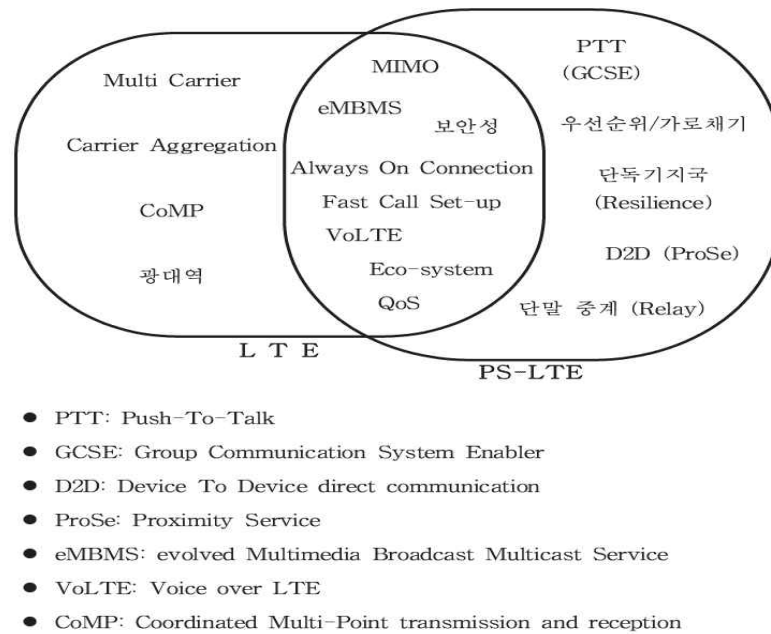 Multi Carrier
Carrier Aggregation
CoMP
광대역
MIMO
eMBMS
보안성
Always On Connection
Fast Call Set-up
VoLTE
Eco-system
QoS
PTT
(GCSE)
우선순위/가로채기
단독기지국
(Resilience)
D2D (ProSe)
단말 중계 (Relay)
L T E
PS-LTE
● PTT: Push-To-Talk
● GCSE: Group Communication System Enabler
● D2D: Device To Device direct communication
● ProSe: Proximity Service
● eMBMS: evolved Multimedia Broadcast Multicast Service
● VoLTE: Voice over LTE
● CoMP: Coordinated Multi-Point transmission and reception